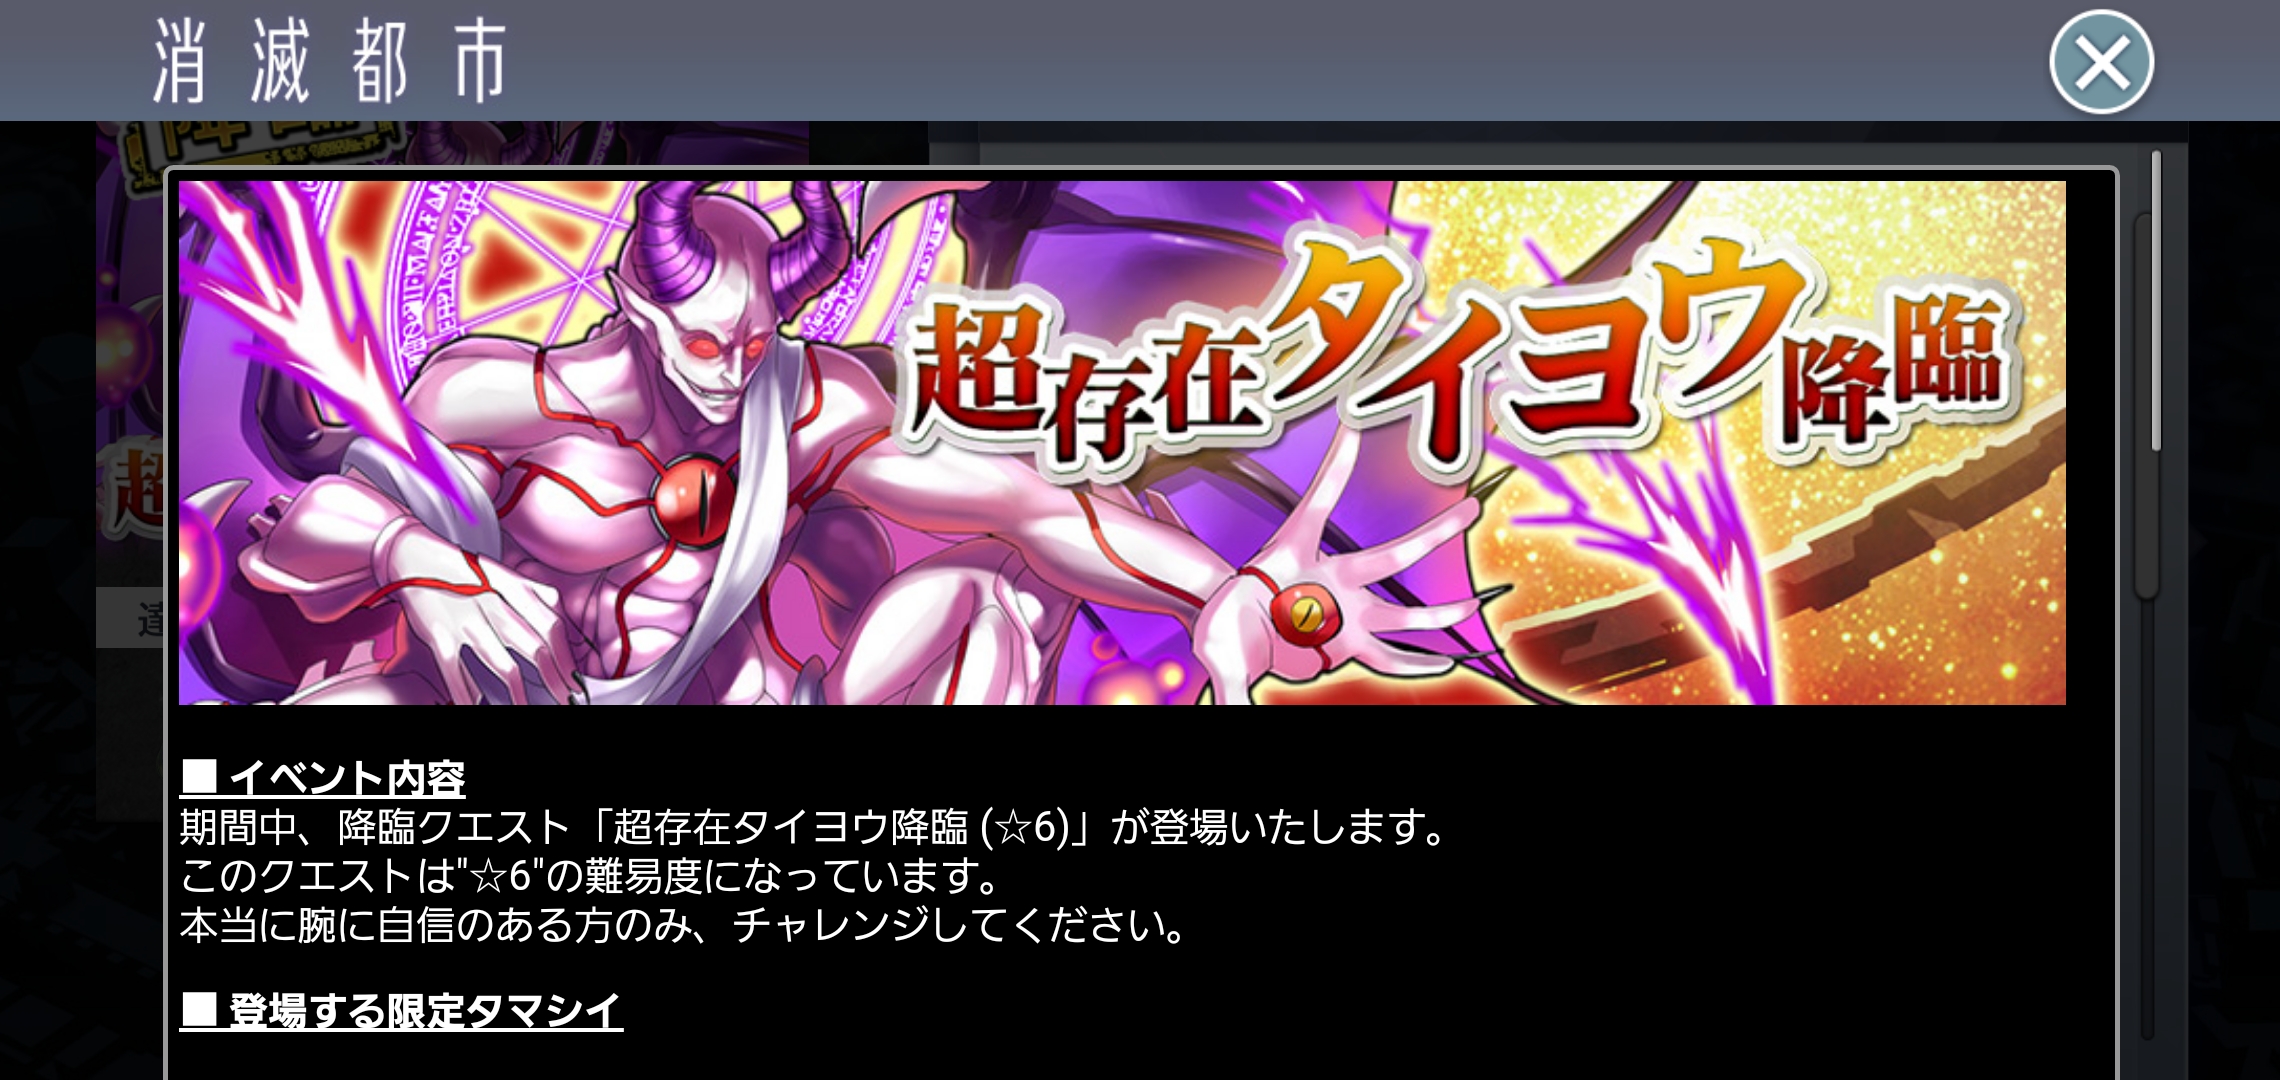 消滅都市
超存在タイヨウ降臨
■ イベント内容
期間中、降臨クエスト「超存在タイヨウ降臨 (☆6)」が登場いたします。
このクエストは"☆6"の難易度になっています。
本当に腕に自信のある方のみ、チャレンジしてください。
■ 登場する限定タマシイ